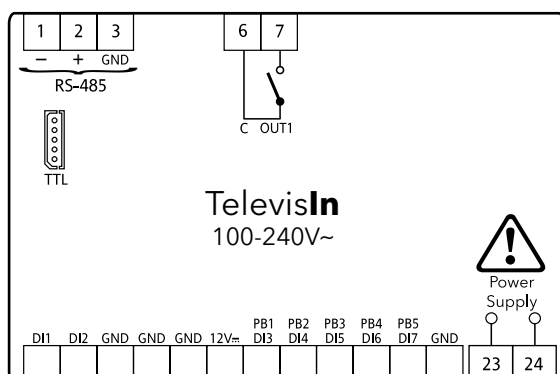 1 2 3 6 7
− + GND
RS-485
C OUT1
TTL
TelevisIn
100-240V~
Power
Supply
PB1 PB2 PB3 PB4 PB5
DI1 DI2 GND GND GND 12V⎓ DI3 DI4 DI5 DI6 DI7 GND
23 24